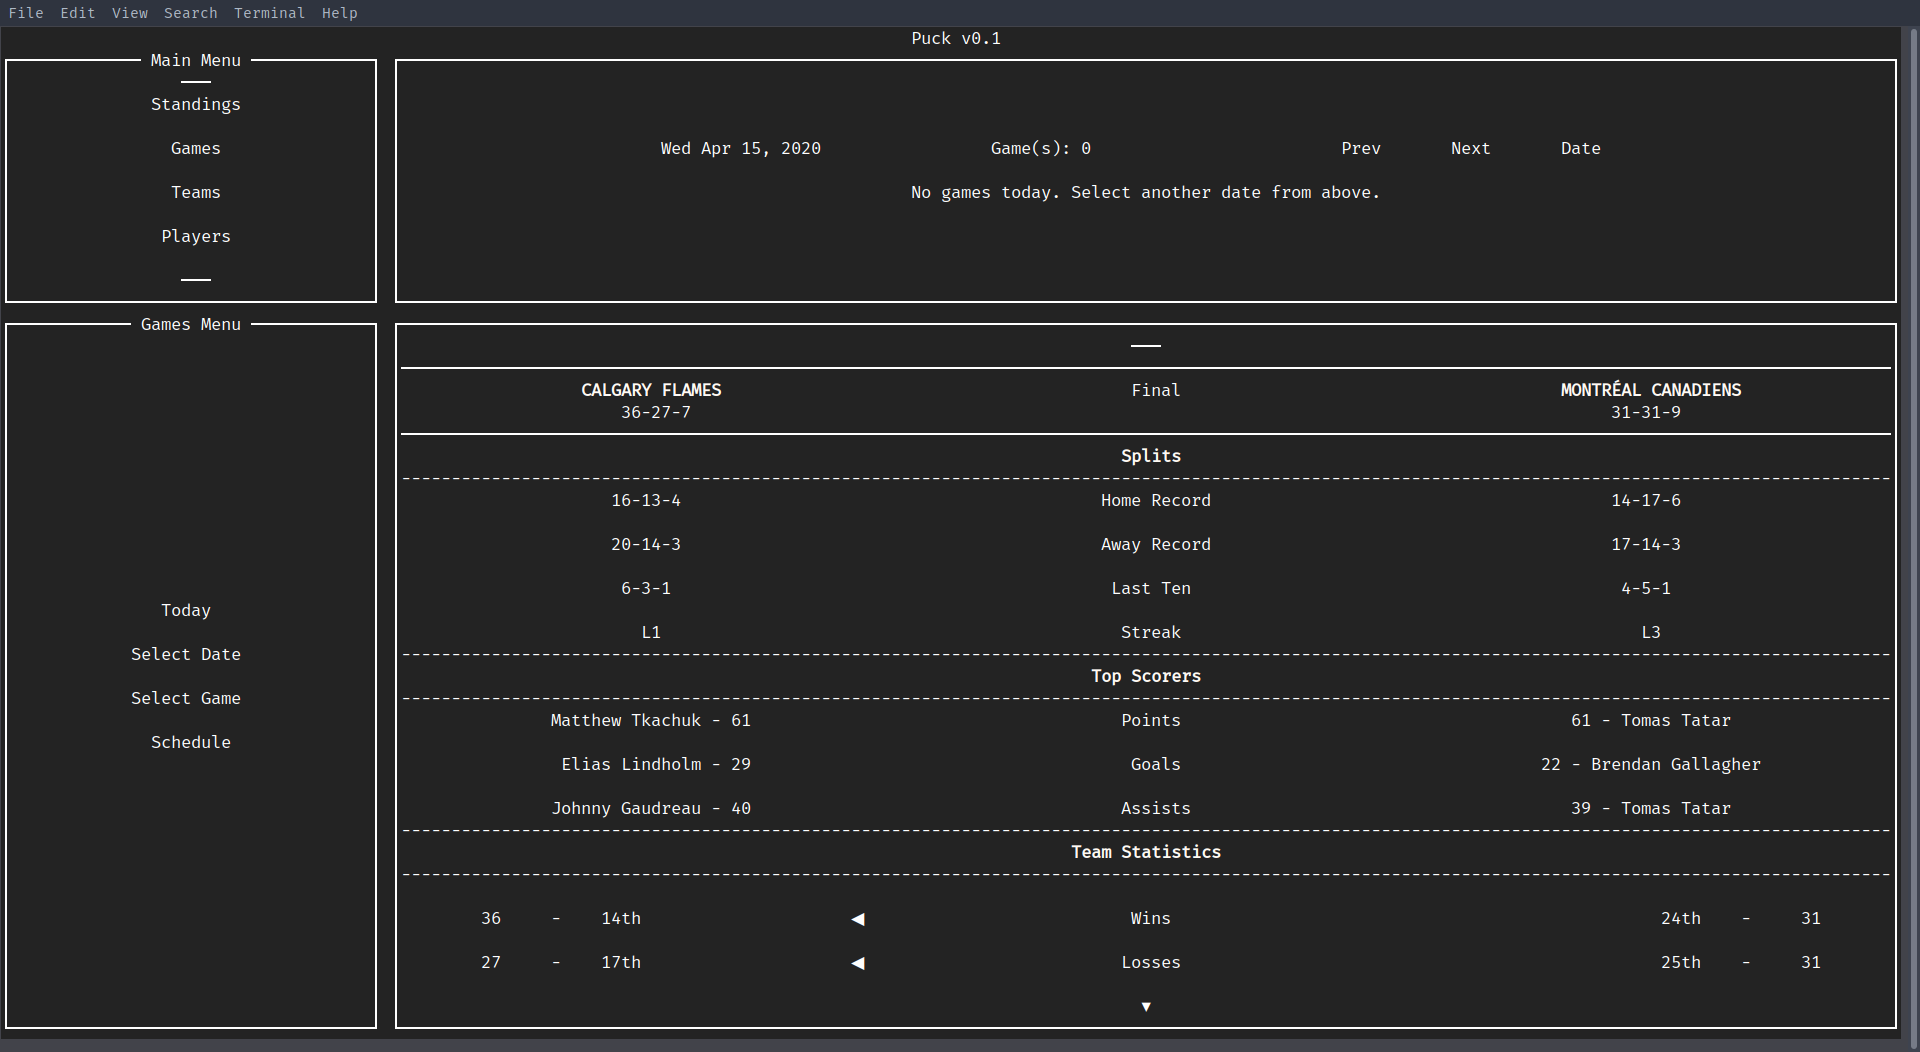 File Edit View Search Terminal Help
Puck v0.1
Main Menu
Standings
Games
Teams
Players
Wed Apr 15, 2020 Game(s): 0 Prev Next Date
No games today. Select another date from above.
Games Menu
Today
Select Date
Select Game
Schedule
CALGARY FLAMES Final MONTRÉAL CANADIENS
36-27-7 31-31-9
Splits
16-13-4 Home Record 14-17-6
20-14-3 Away Record 17-14-3
6-3-1 Last Ten 4-5-1
L1 Streak L3
Top Scorers
Matthew Tkachuk - 61 Points 61 - Tomas Tatar
Elias Lindholm - 29 Goals 22 - Brendan Gallagher
Johnny Gaudreau - 40 Assists 39 - Tomas Tatar
Team Statistics
36 - 14th ◀ Wins 24th - 31
27 - 17th ◀ Losses 25th - 31
▼